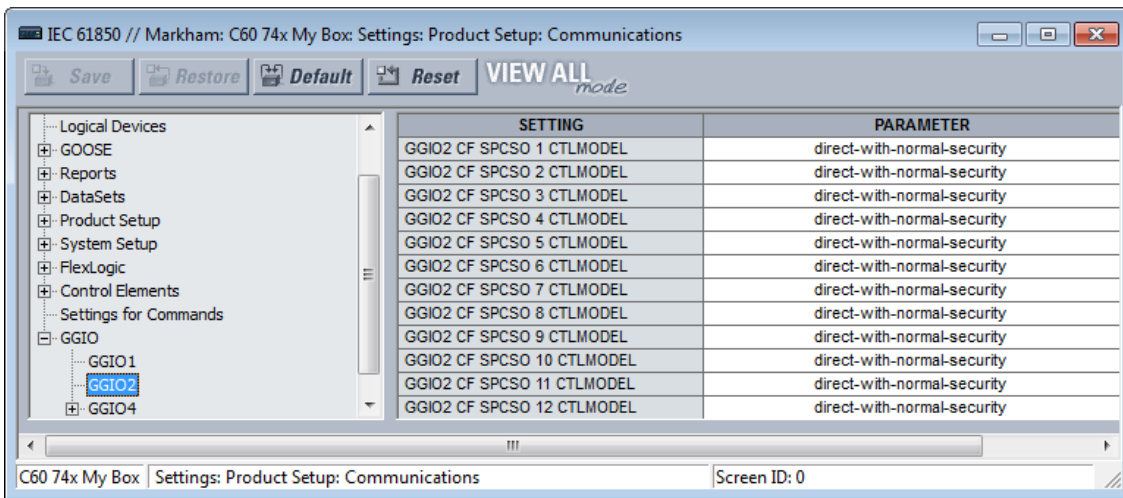 IEC 61850 // Markham: C60 74x My Box: Settings: Product Setup: Communications
Save Restore Default Reset VIEW ALL mode
Logical Devices
GOOSE
Reports
DataSets
Product Setup
System Setup
FlexLogic
Control Elements
Settings for Commands
GGIO
GGIO1
GGIO2
GGIO4
SETTING PARAMETER
GGIO2 CF SPCSO 1 CTLMODEL direct-with-normal-security
GGIO2 CF SPCSO 2 CTLMODEL direct-with-normal-security
GGIO2 CF SPCSO 3 CTLMODEL direct-with-normal-security
GGIO2 CF SPCSO 4 CTLMODEL direct-with-normal-security
GGIO2 CF SPCSO 5 CTLMODEL direct-with-normal-security
GGIO2 CF SPCSO 6 CTLMODEL direct-with-normal-security
GGIO2 CF SPCSO 7 CTLMODEL direct-with-normal-security
GGIO2 CF SPCSO 8 CTLMODEL direct-with-normal-security
GGIO2 CF SPCSO 9 CTLMODEL direct-with-normal-security
GGIO2 CF SPCSO 10 CTLMODEL direct-with-normal-security
GGIO2 CF SPCSO 11 CTLMODEL direct-with-normal-security
GGIO2 CF SPCSO 12 CTLMODEL direct-with-normal-security
C60 74x My Box Settings: Product Setup: Communications Screen ID: 0